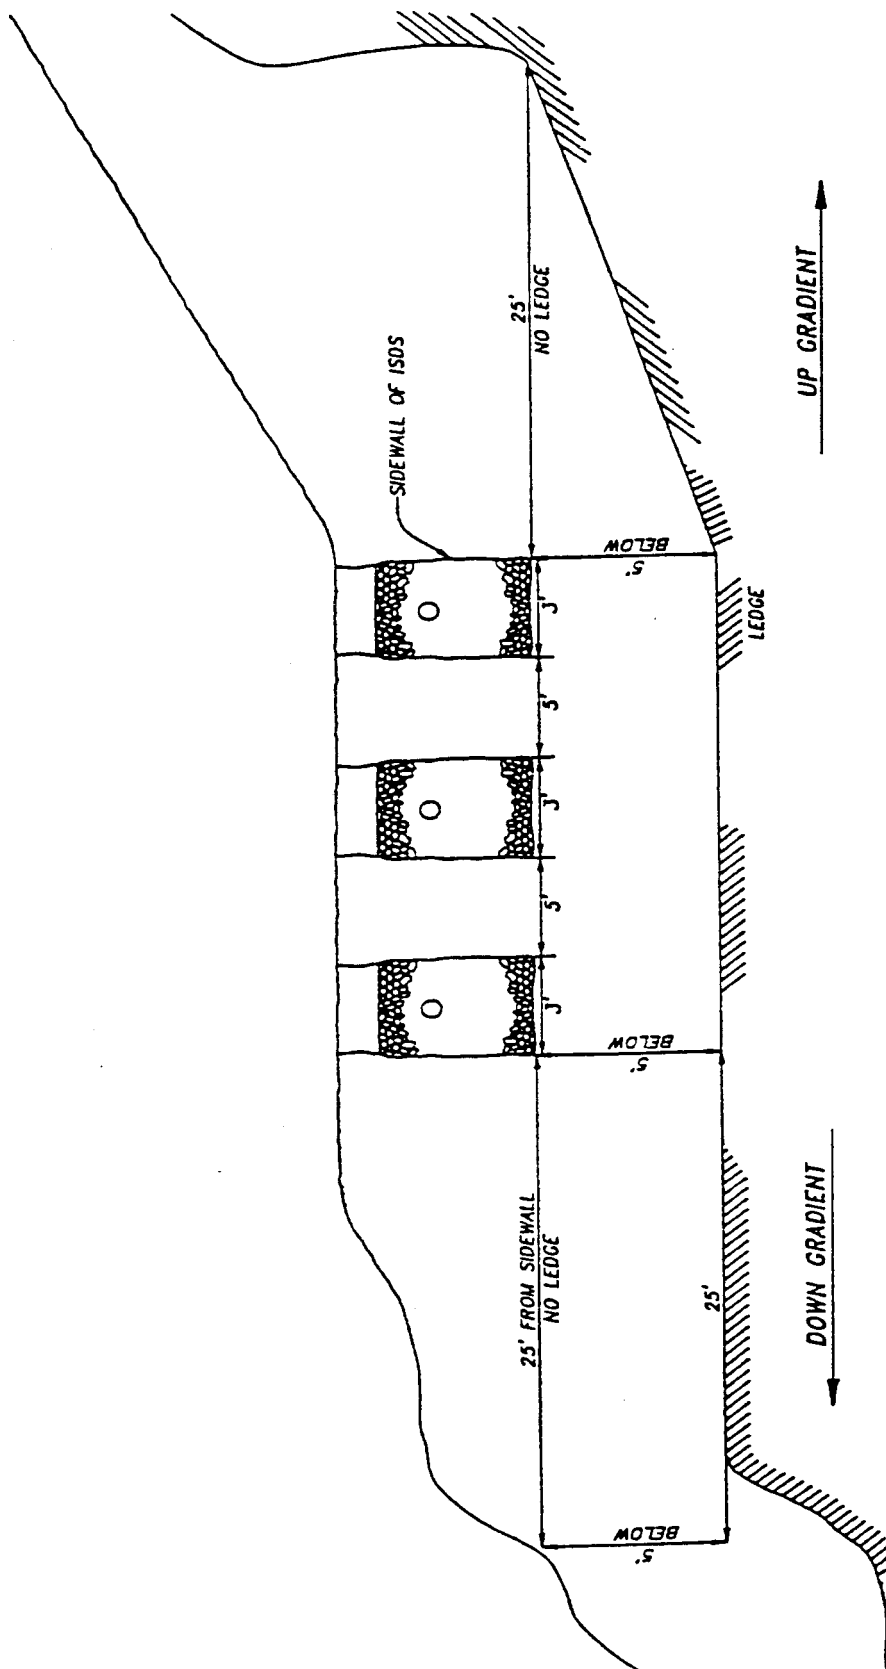 SIDEWALL OF ISDS
25' FROM SIDEWALL
NO LEDGE
3'
5'
3'
5'
3'
25'
NO LEDGE
5'
BELOW
5'
BELOW
5'
BELOW
25'
LEDGE
DOWN GRADIENT
UP GRADIENT